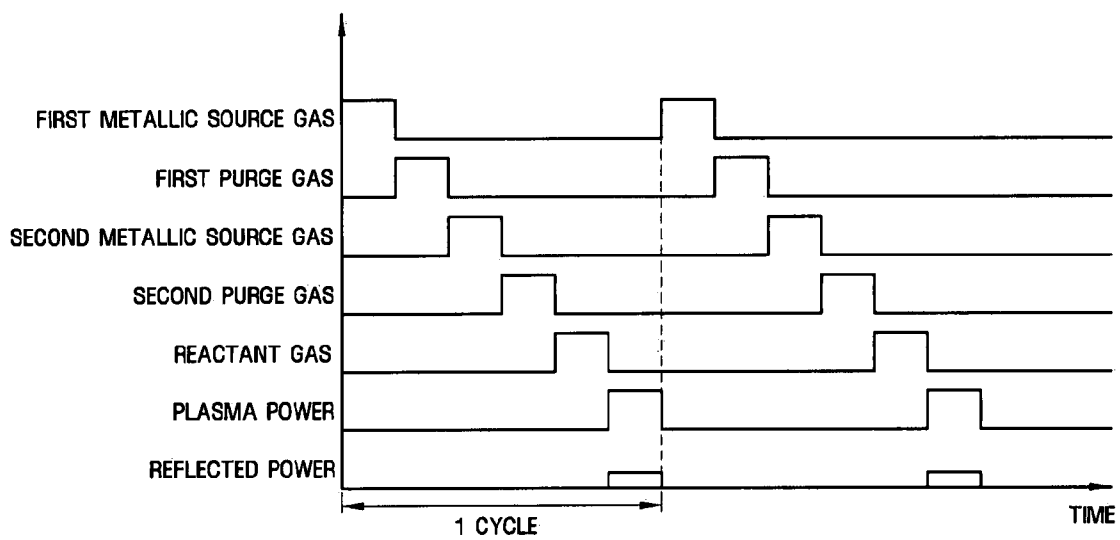 FIRST METALLIC SOURCE GAS
FIRST PURGE GAS
SECOND METALLIC SOURCE GAS
SECOND PURGE GAS
REACTANT GAS
PLASMA POWER
REFLECTED POWER
TIME
1 CYCLE